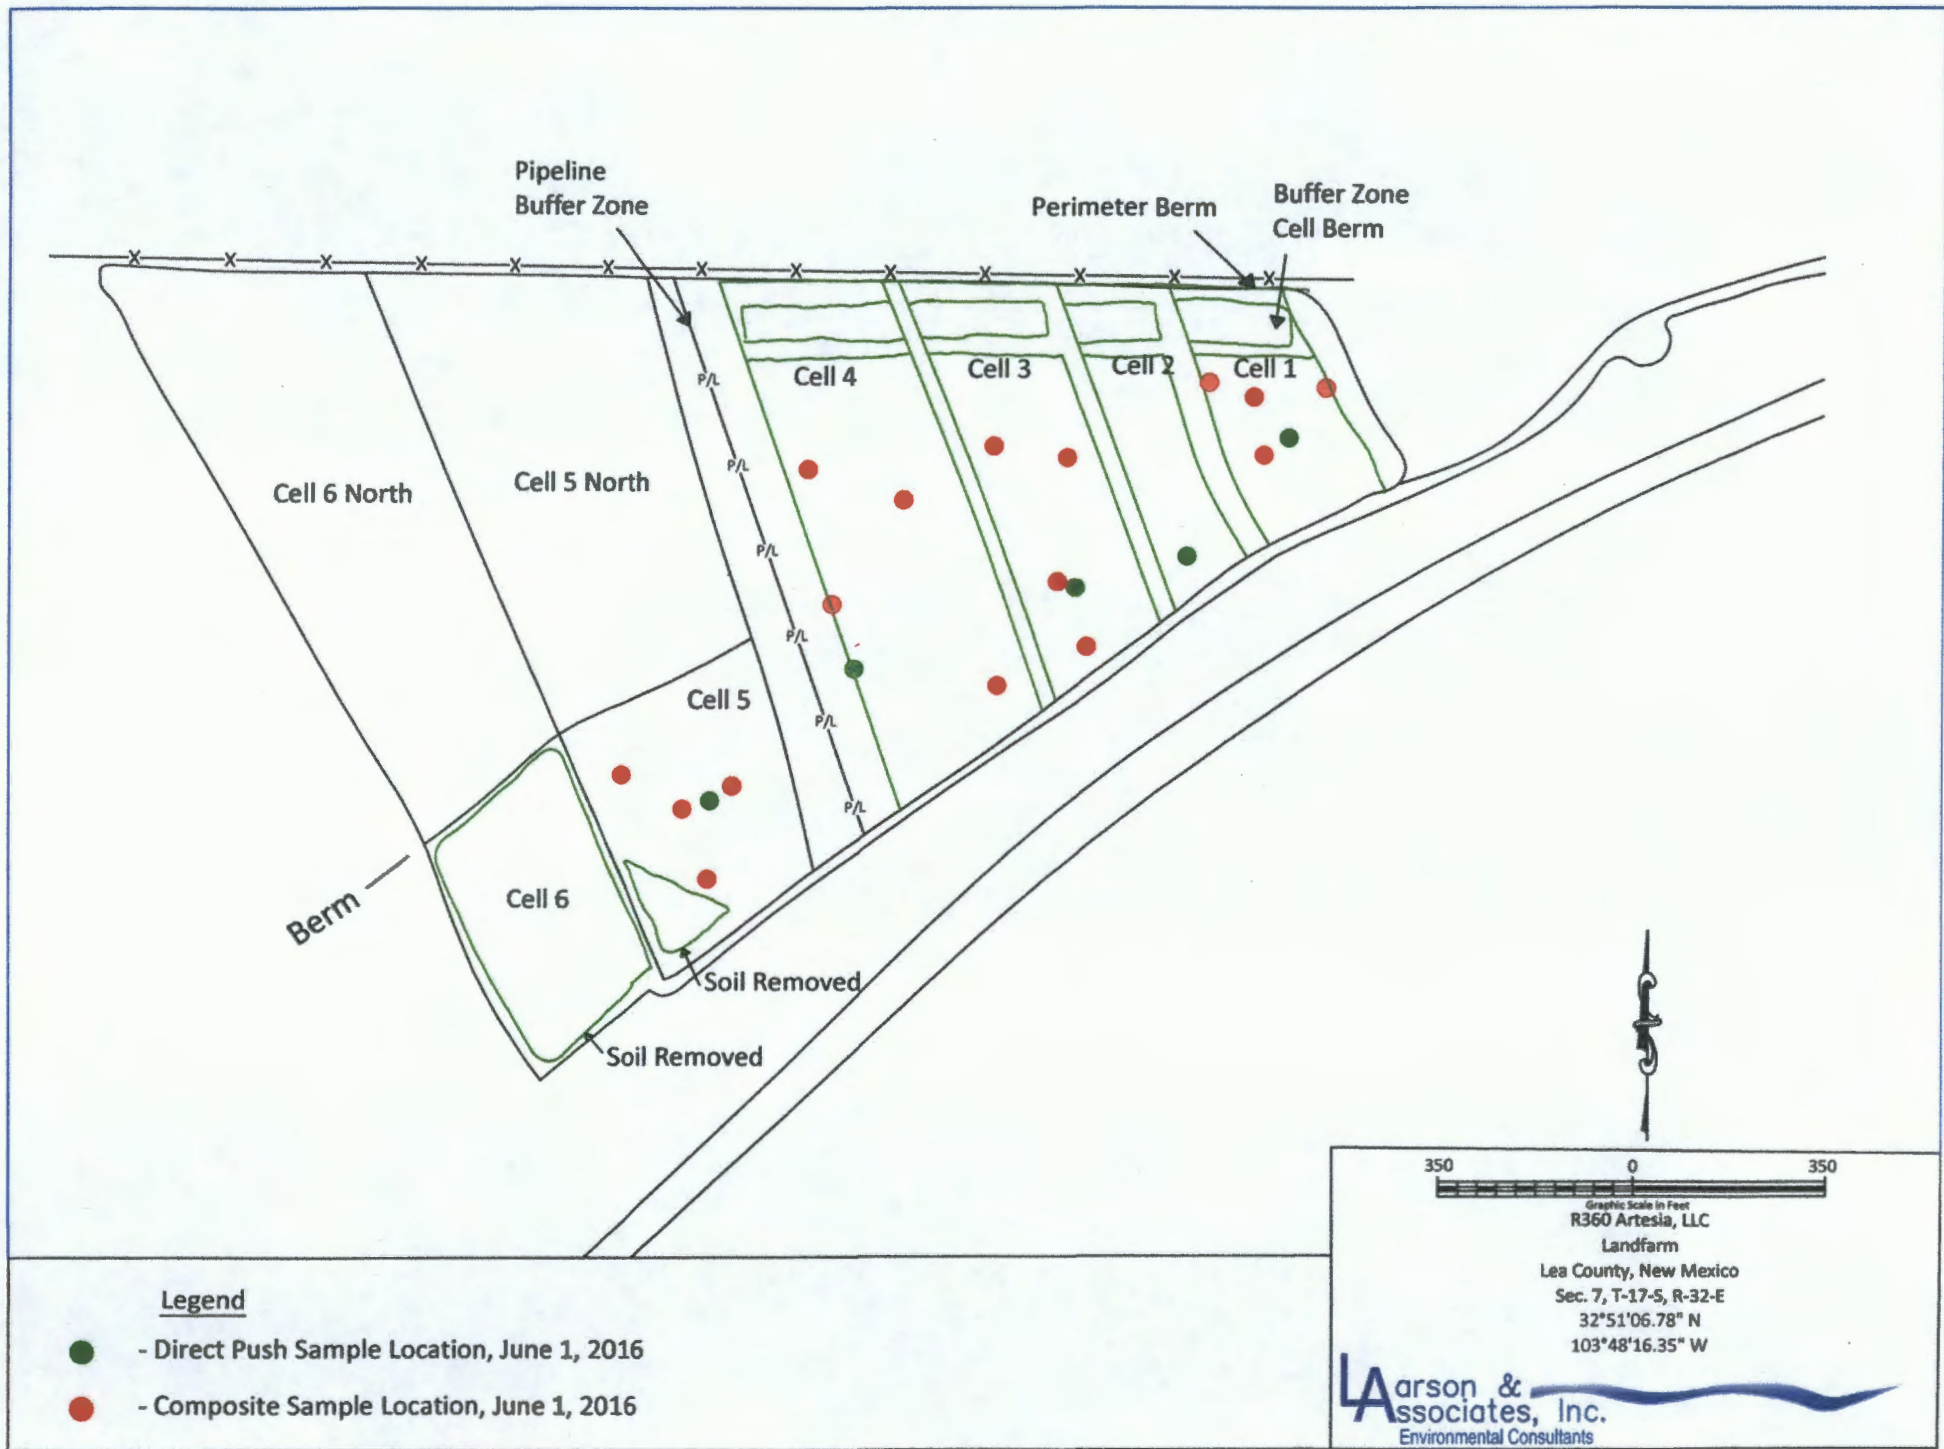 Pipeline
Buffer Zone
Perimeter Berm
Buffer Zone
Cell Berm
X X X X X X X X X X X X X
Cell 4
Cell 3
Cell 2
Cell 1
P/L
P/L
P/L
P/L
P/L
P/L
Cell 6 North
Cell 5 North
Cell 5
Cell 6
Berm
Soil Removed
Soil Removed
350 0 350
Graphic Scale in Feet
R360 Artesia, LLC
Landfarm
Lea County, New Mexico
Sec. 7, T-17-S, R-32-E
32°51'06.78" N
103°48'16.35" W
Larson &
Associates, Inc.
Environmental Consultants
Legend
- Direct Push Sample Location, June 1, 2016
- Composite Sample Location, June 1, 2016